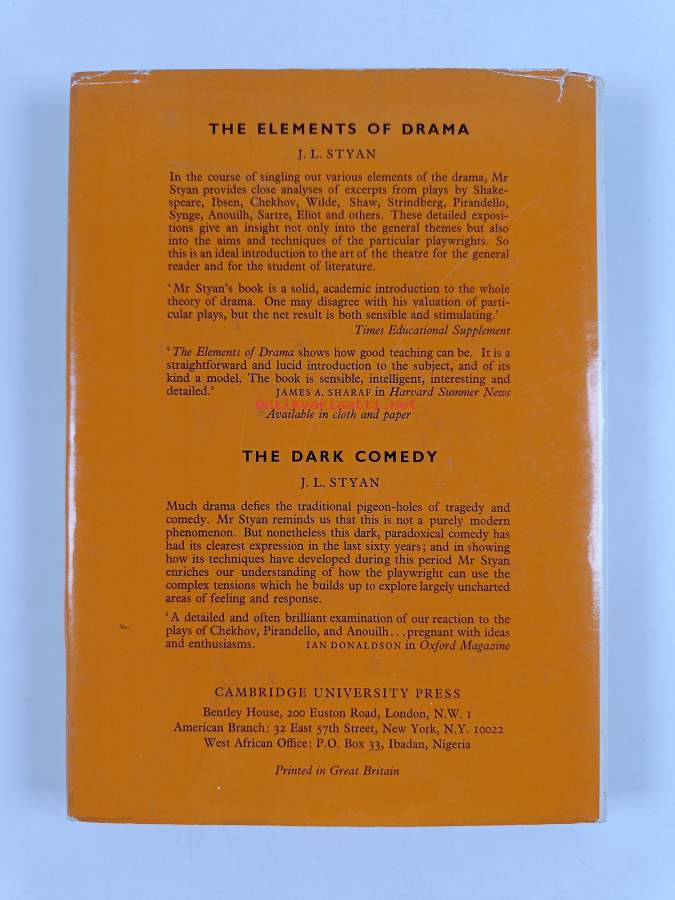 THE ELEMENTS OF DRAMA
J. L. STYAN
In the course of singling out various elements of the drama, Mr
Styan provides close analyses of excerpts from plays by Shake-
speare, Ibsen, Chekhov, Wilde, Shaw, Strindberg, Pirandello,
Synge, Anouilh, Sartre, Eliot and others. These detailed exposi-
tions give an insight not only into the general themes but also
into the aims and techniques of the particular playwrights. So
this is an ideal introduction to the art of the theatre for the general
reader and for the student of literature.
‘Mr Styan’s book is a solid, academic introduction to the whole
theory of drama. One may disagree with his valuation of parti-
cular plays, but the net result is both sensible and stimulating.’
Times Educational Supplement
‘The Elements of Drama shows how good teaching can be. It is a
straightforward and lucid introduction to the subject, and of its
kind a model. The book is sensible, intelligent, interesting and
detailed.’ JAMES A. SHARAF in Harvard Summer News
Antikvariaatti.net
Available in cloth and paper
THE DARK COMEDY
J. L. STYAN
Much drama defies the traditional pigeon-holes of tragedy and
comedy. Mr Styan reminds us that this is not a purely modern
phenomenon. But nonetheless this dark, paradoxical comedy has
had its clearest expression in the last sixty years; and in showing
how its techniques have developed during this period Mr Styan
enriches our understanding of how the playwright can use the
complex tensions which he builds up to explore largely uncharted
areas of feeling and response.
‘A detailed and often brilliant examination of our reaction to the
plays of Chekhov, Pirandello, and Anouilh...pregnant with ideas
and enthusiasms. IAN DONALDSON in Oxford Magazine
CAMBRIDGE UNIVERSITY PRESS
Bentley House, 200 Euston Road, London, N.W. 1
American Branch: 32 East 57th Street, New York, N.Y. 10022
West African Office: P.O. Box 33, Ibadan, Nigeria
Printed in Great Britain